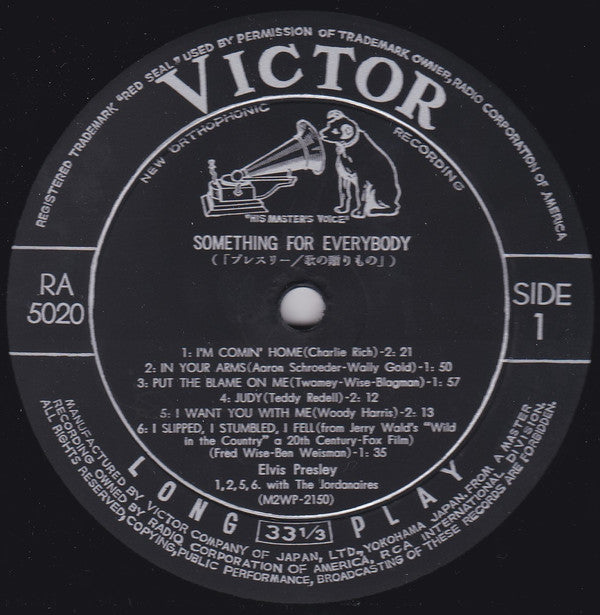 REGISTERED TRADEMARK "RED SEAL" USED BY PERMISSION OF TRADEMARK OWNER, RADIO CORPORATION OF AMERICA
VICTOR
NEW ORTHOPHONIC RECORDING
"HIS MASTER'S VOICE"
SOMETHING FOR EVERYBODY
(「プレスリー/歌の贈りもの」)
RA
5020
SIDE
1
1: I'M COMIN' HOME(Charlie Rich)-2: 21
2: IN YOUR ARMS(Aaron Schroeder-Wally Gold)-1: 50
3: PUT THE BLAME ON ME(Twomey-Wise-Blagman)-1: 57
4: JUDY(Teddy Redell)-2: 12
5: I WANT YOU WITH ME(Woody Harris)-2: 13
6: I SLIPPED, I STUMBLED, I FELL(from Jerry Wald's "Wild
in the Country" a 20th Century-Fox Film)
(Fred Wise-Ben Weisman)-1: 35
Elvis Presley
1, 2, 5, 6. with The Jordanaires
(M2WP-2150)
LONG 33 1/3 PLAY
MANUFACTURED BY VICTOR COMPANY OF JAPAN, LTD., YOKOHAMA, JAPAN, FROM A MASTER
RECORDING OWNED BY RADIO CORPORATION OF AMERICA, RCA INTERNATIONAL DIVISION.
ALL RIGHTS RESERVED, COPYING, PUBLIC PERFORMANCE, BROADCASTING OF THESE RECORDS ARE FORBIDDEN.